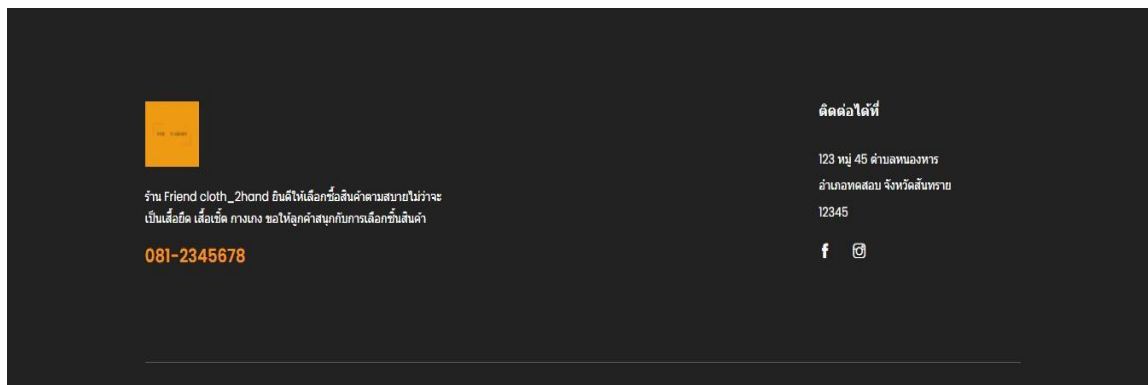 ร้าน Friend cloth_2hand ยินดีให้เลือกซื้อสินค้าตามสบายไม่ว่าจะ
เป็นเสื้อยืด เสื้อเชิ้ต กางเกง ขอให้ลูกค้าสนุกกับการเลือกชิ้นสินค้า
081-2345678
ติดต่อได้ที่
123 หมู่ 45 ตำบลหนองหาร
อำเภอทดสอบ จังหวัดสันทราย
12345